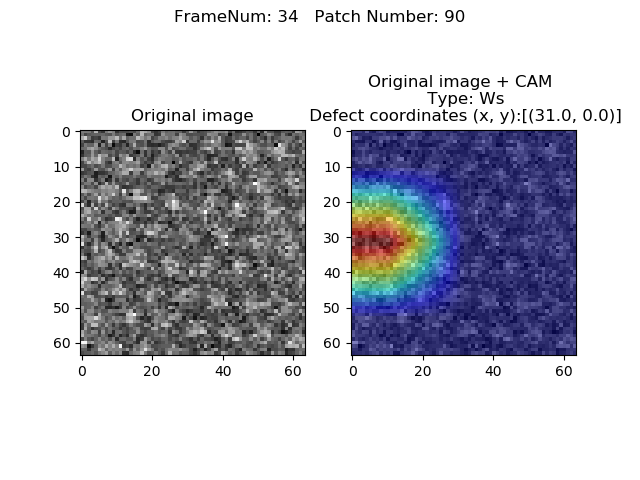 FrameNum: 34   Patch Number: 90
Original image
Original image + CAM
Type: Ws
Defect coordinates (x, y):[(31.0, 0.0)]
0
10
20
30
40
50
60
0 20 40 60
0
10
20
30
40
50
60
0 20 40 60